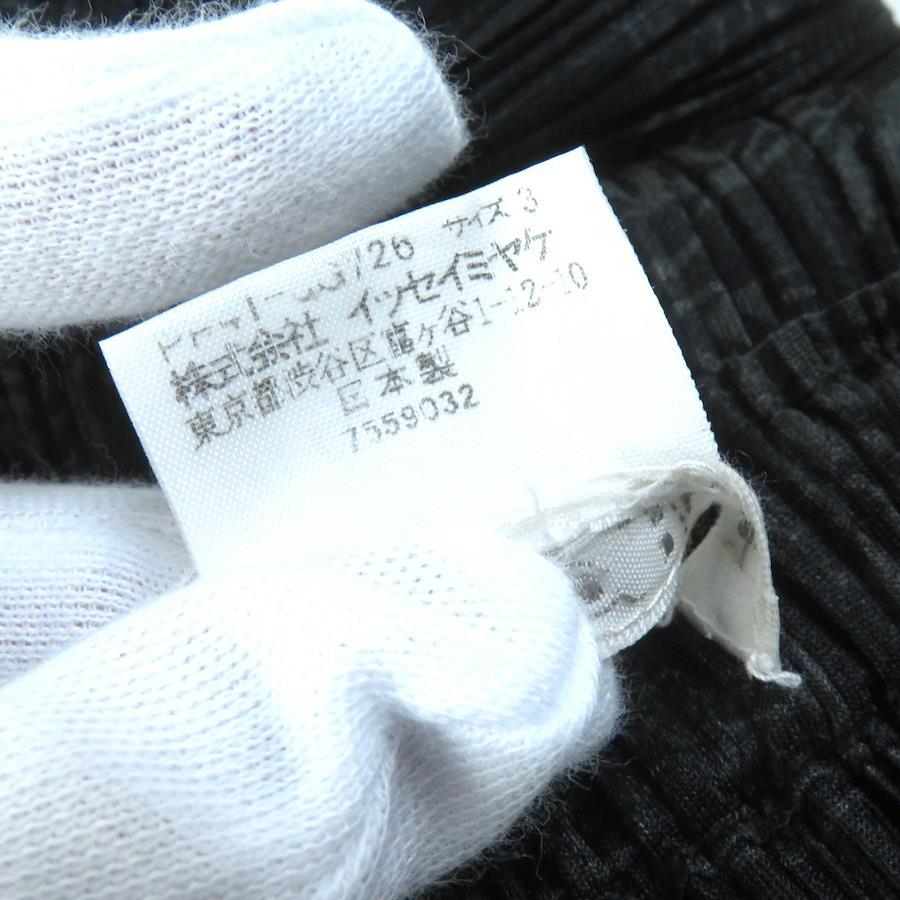 /26 サイズ 3
株式会社 イッセイミヤケ
東京都渋谷区富ヶ谷1-12-10
日本製
7559032